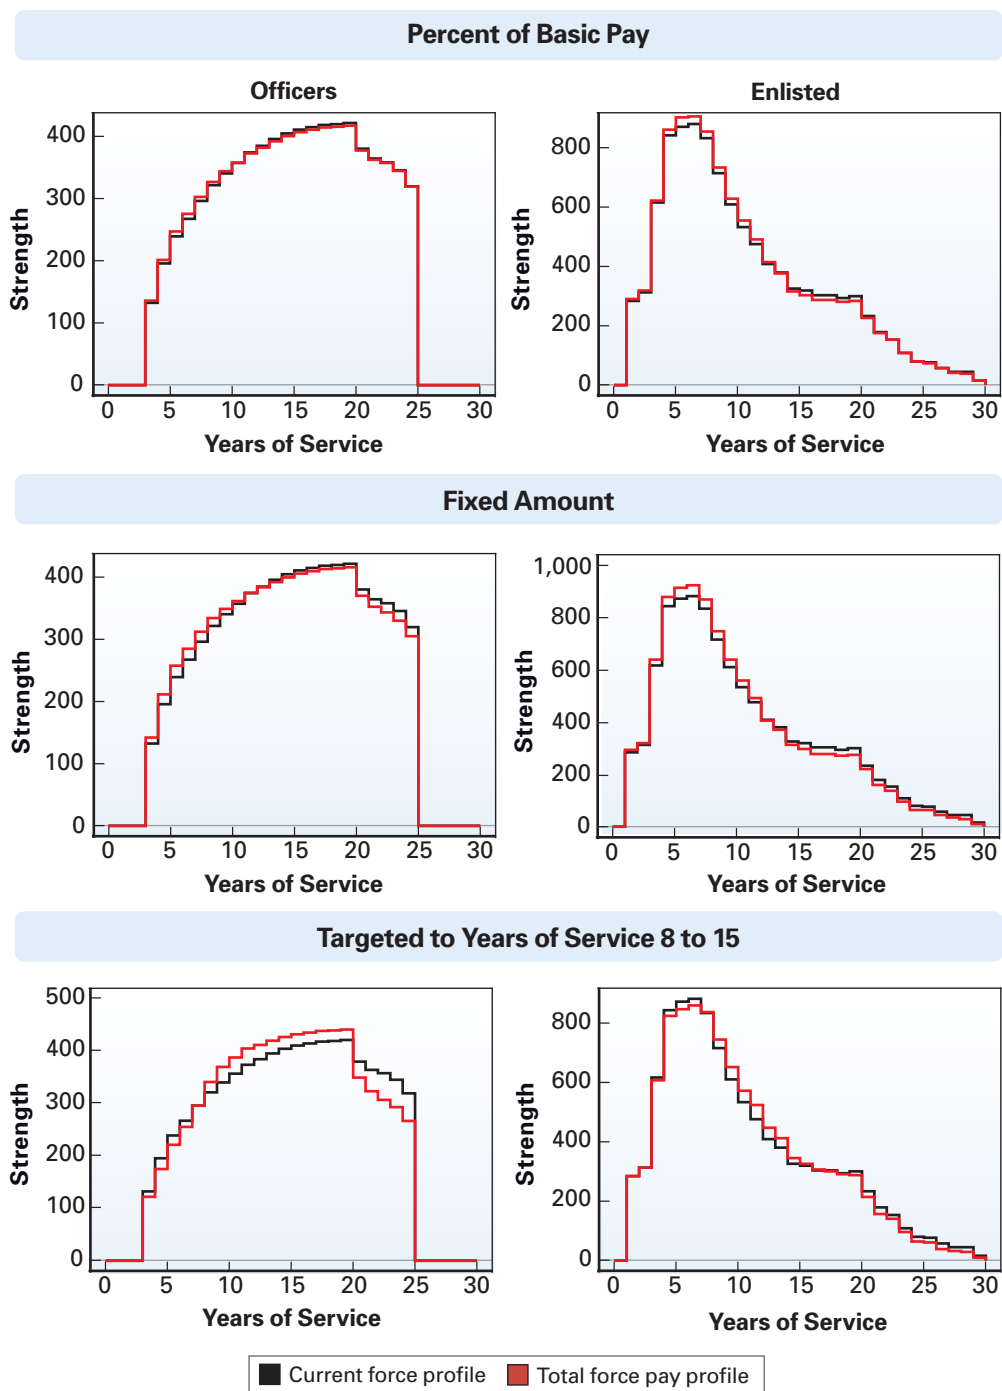 Percent of Basic Pay
Officers
400
300
200
100
0
Strength
0 5 10 15 20 25 30
Years of Service
Enlisted
800
600
400
200
0
Strength
0 5 10 15 20 25 30
Years of Service
Fixed Amount
400
300
200
100
0
Strength
0 5 10 15 20 25 30
Years of Service
1,000
800
600
400
200
0
Strength
0 5 10 15 20 25 30
Years of Service
Targeted to Years of Service 8 to 15
500
400
300
200
100
0
Strength
0 5 10 15 20 25 30
Years of Service
800
600
400
200
0
Strength
0 5 10 15 20 25 30
Years of Service
Current force profile Total force pay profile